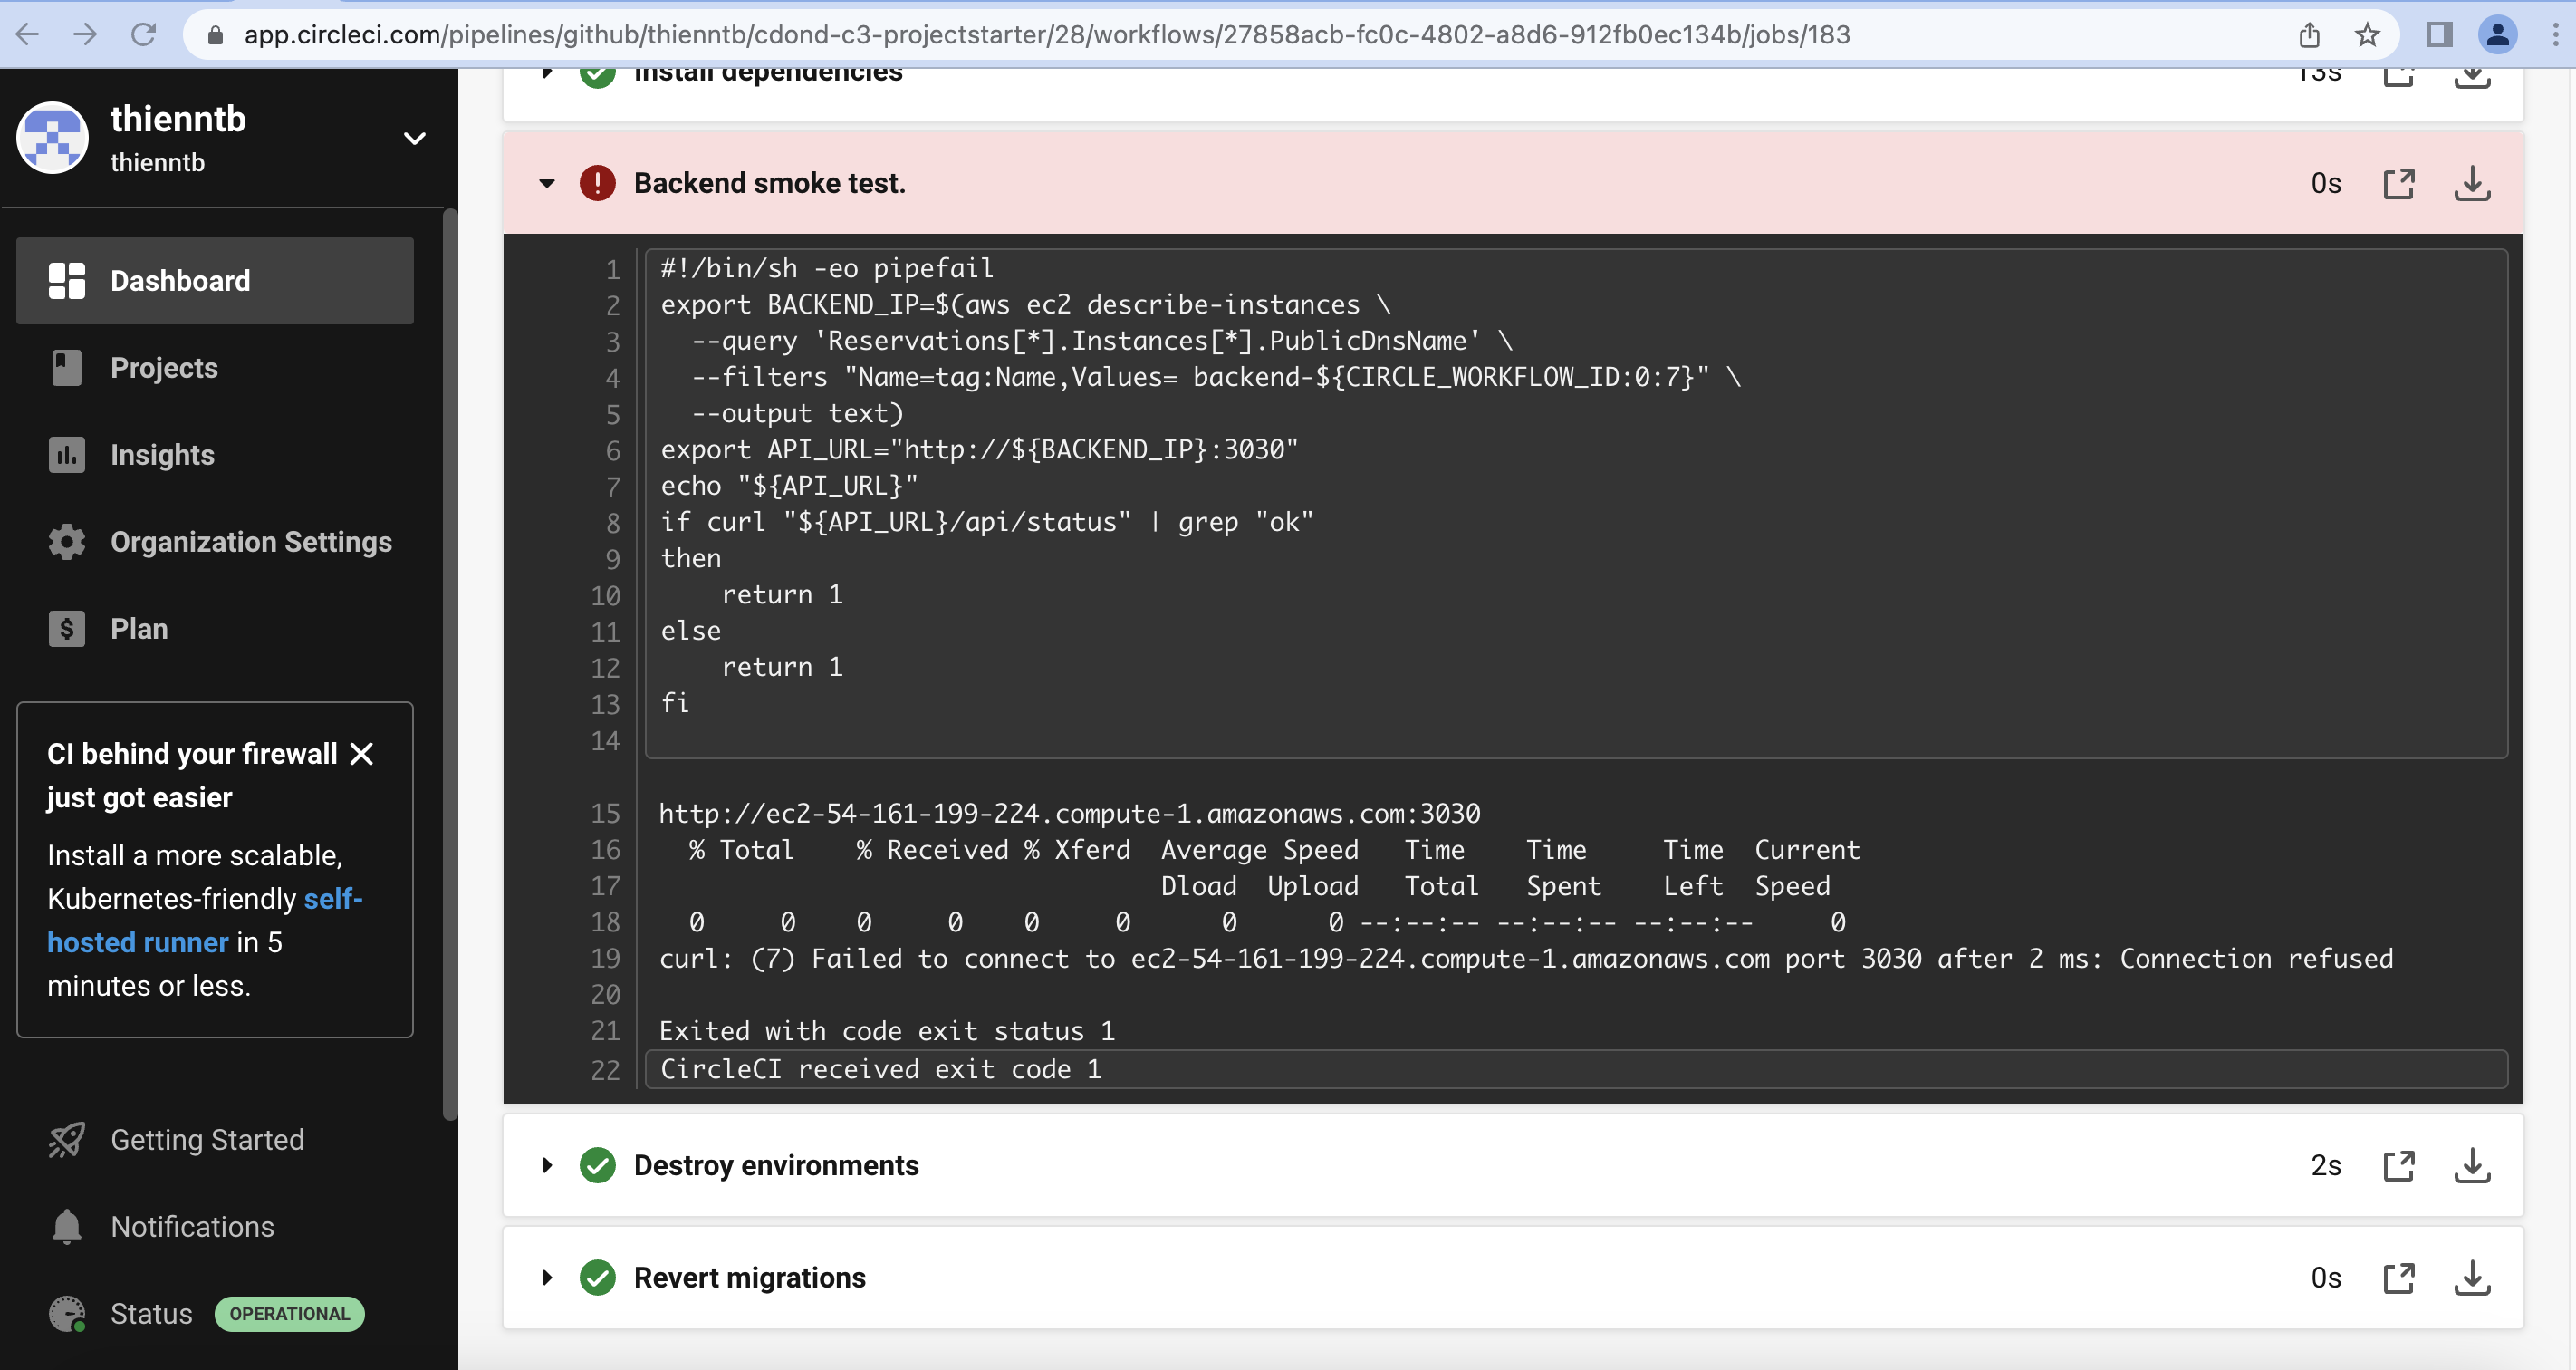 app.circleci.com/pipelines/github/thienntb/cdond-c3-projectstarter/28/workflows/27858acb-fc0c-4802-a8d6-912fb0ec134b/jobs/183
thienntb
thienntb
Dashboard
Projects
Insights
Organization Settings
Plan
CI behind your firewall
just got easier
Install a more scalable,
Kubernetes-friendly self-
hosted runner in 5
minutes or less.
Getting Started
Notifications
Status OPERATIONAL
Install dependencies 13s
Backend smoke test. 0s
1 #!/bin/sh -eo pipefail
2 export BACKEND_IP=$(aws ec2 describe-instances \
3 --query 'Reservations[*].Instances[*].PublicDnsName' \
4 --filters "Name=tag:Name,Values= backend-${CIRCLE_WORKFLOW_ID:0:7}" \
5 --output text)
6 export API_URL="http://${BACKEND_IP}:3030"
7 echo "${API_URL}"
8 if curl "${API_URL}/api/status" | grep "ok"
9 then
10 return 1
11 else
12 return 1
13 fi
14
15 http://ec2-54-161-199-224.compute-1.amazonaws.com:3030
16 % Total % Received % Xferd Average Speed Time Time Time Current
17 Dload Upload Total Spent Left Speed
18 0 0 0 0 0 0 0 0 --:--:-- --:--:-- --:--:-- 0
19 curl: (7) Failed to connect to ec2-54-161-199-224.compute-1.amazonaws.com port 3030 after 2 ms: Connection refused
20
21 Exited with code exit status 1
22 CircleCI received exit code 1
Destroy environments 2s
Revert migrations 0s